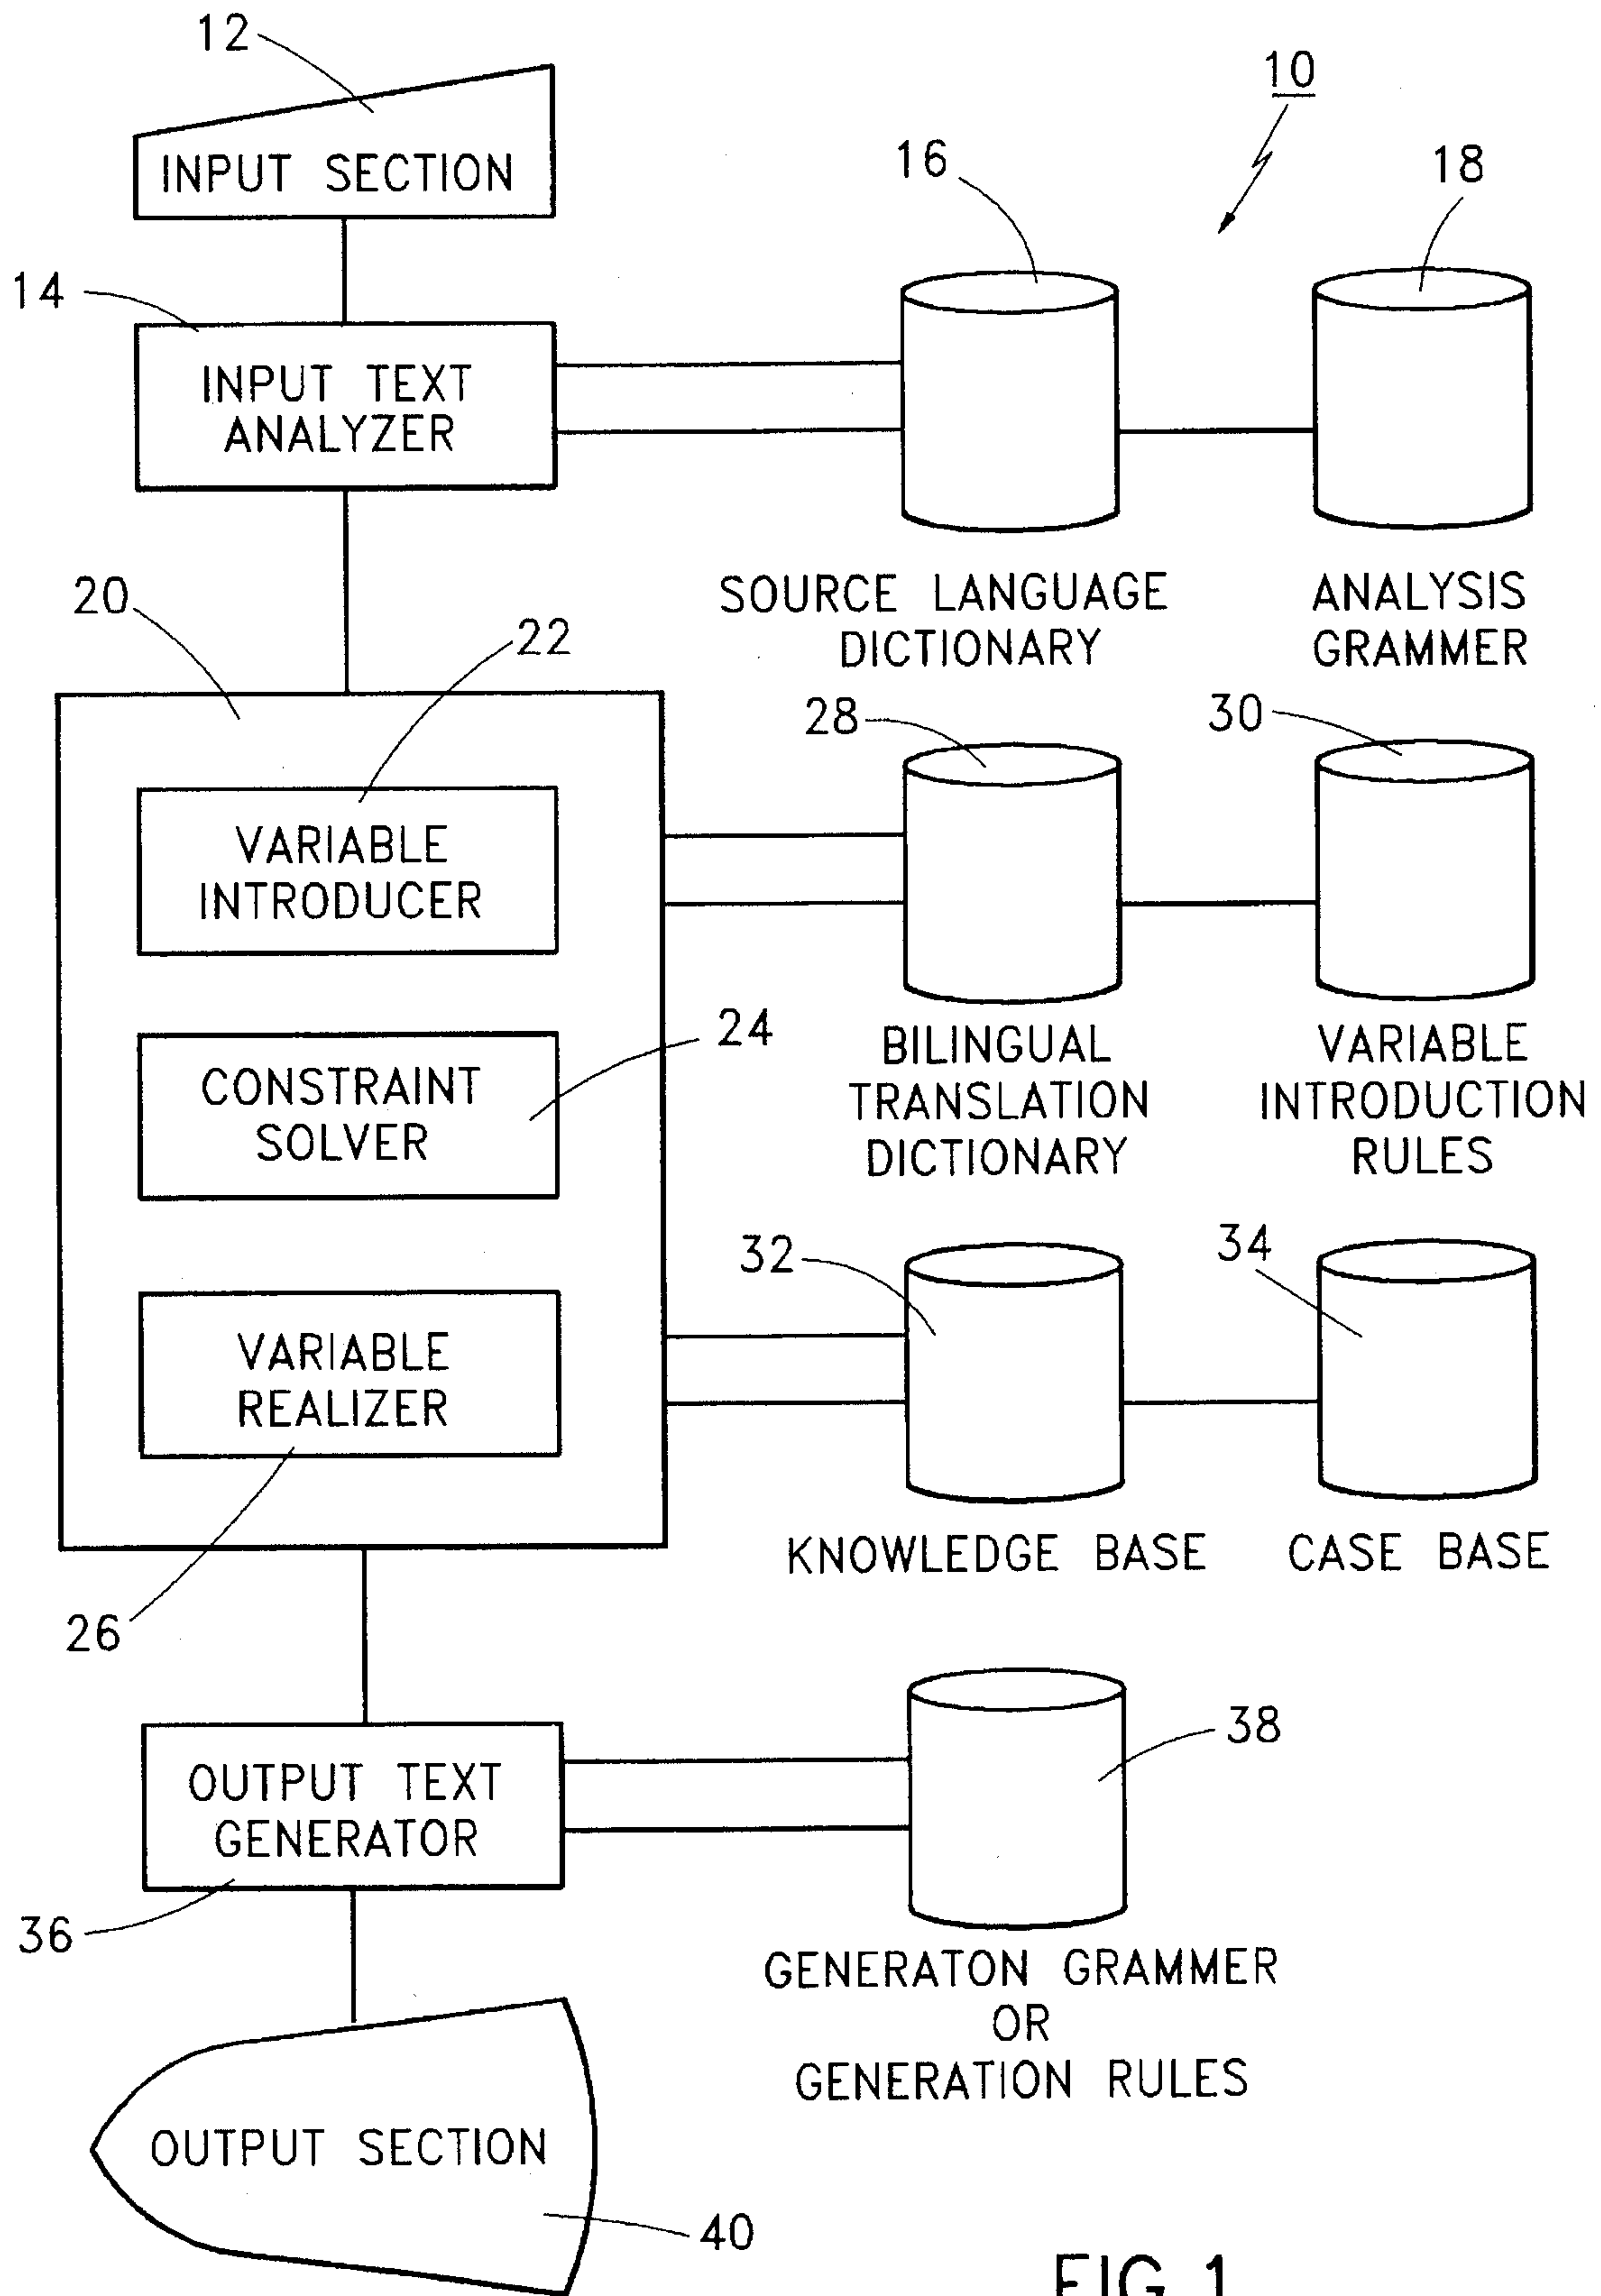 12
10
INPUT SECTION
16
18
14
INPUT TEXT
ANALYZER
SOURCE LANGUAGE
DICTIONARY
ANALYSIS
GRAMMER
20
22
28
30
VARIABLE
INTRODUCER
24
BILINGUAL
TRANSLATION
DICTIONARY
VARIABLE
INTRODUCTION
RULES
CONSTRAINT
SOLVER
32
34
VARIABLE
REALIZER
KNOWLEDGE BASE
CASE BASE
26
38
OUTPUT TEXT
GENERATOR
36
GENERATON GRAMMER
OR
GENERATION RULES
OUTPUT SECTION
40
FIG. 1